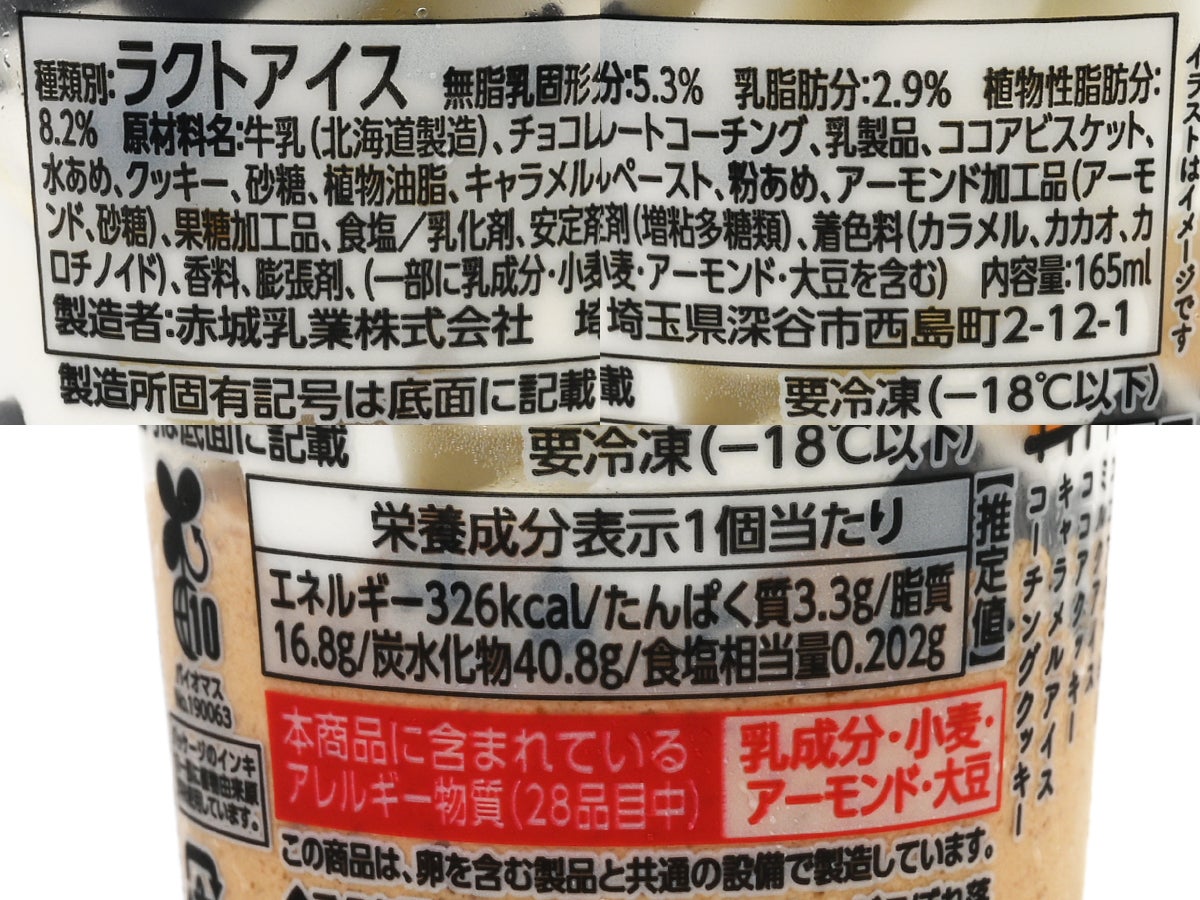 種類別:ラクトアイス 無脂乳固形分:5.3% 乳脂肪分:2.9% 植物性脂肪分:
8.2% 原材料名:牛乳(北海道製造)、チョコレートコーチング、乳製品、ココアビスケット、
水あめ、クッキー、砂糖、植物油脂、キャラメルペースト、粉あめ、アーモンド加工品(アーモ
ンド、砂糖)、果糖加工品、食塩/乳化剤、安定剤(増粘多糖類)、着色料(カラメル、カカオ、カ
ロチノイド)、香料、膨張剤、(一部に乳成分・小麦・アーモンド・大豆を含む) 内容量:165ml
製造者:赤城乳業株式会社 埼玉県深谷市西島町2-12-1
製造所固有記号は底面に記載 要冷凍(-18℃以下)
イラストはイメージです
は底面に記載 要冷凍(-18℃以下)
栄養成分表示1個当たり
エネルギー326kcal/たんぱく質3.3g/脂質
16.8g/炭水化物40.8g/食塩相当量0.202g
【推定値】
コーチングクッキー
キャラメルアイス
10
バイオマス
No.190063
本商品に含まれている
アレルギー物質(28品目中)
乳成分・小麦・
アーモンド・大豆
この商品は、卵を含む製品と共通の設備で製造しています。